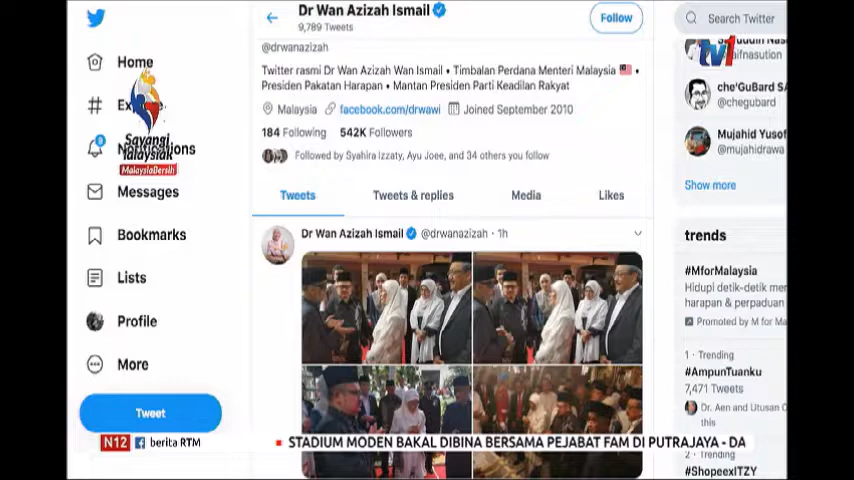 Dr Wan Azizah Ismail
9,789 Tweets
Follow
Search Twitter
@drwanazizah
Twitter rasmi Dr Wan Azizah Wan Ismail • Timbalan Perdana Menteri Malaysia 🇲🇾 •
Presiden Pakatan Harapan • Mantan Presiden Parti Keadilan Rakyat
Malaysia facebook.com/drwawi Joined September 2010
184 Following 542K Followers
Followed by Syahira Izzaty, Ayu Joee, and 34 others you follow
Tweets Tweets & replies Media Likes
Dr Wan Azizah Ismail @drwanazizah · 1h
Home
Notifications
Messages
Bookmarks
Lists
Profile
More
Tweet
Sayangi
Malaysiaku
MalaysiaBersih
tv1
aifnasution
che'GuBard SA
@chegubard
Mujahid Yusof
@mujahidrawa
Show more
trends
#MforMalaysia
Hidupi detik-detik
harapan & perpaduan
Promoted by M for Ma
1 · Trending
#AmpunTuanku
7,471 Tweets
Dr. Aen and Utusan O
this
2 · Trending
#ShopeexITZY
N12 berita RTM
STADIUM MODEN BAKAL DIBINA BERSAMA PEJABAT FAM DI PUTRAJAYA - DA